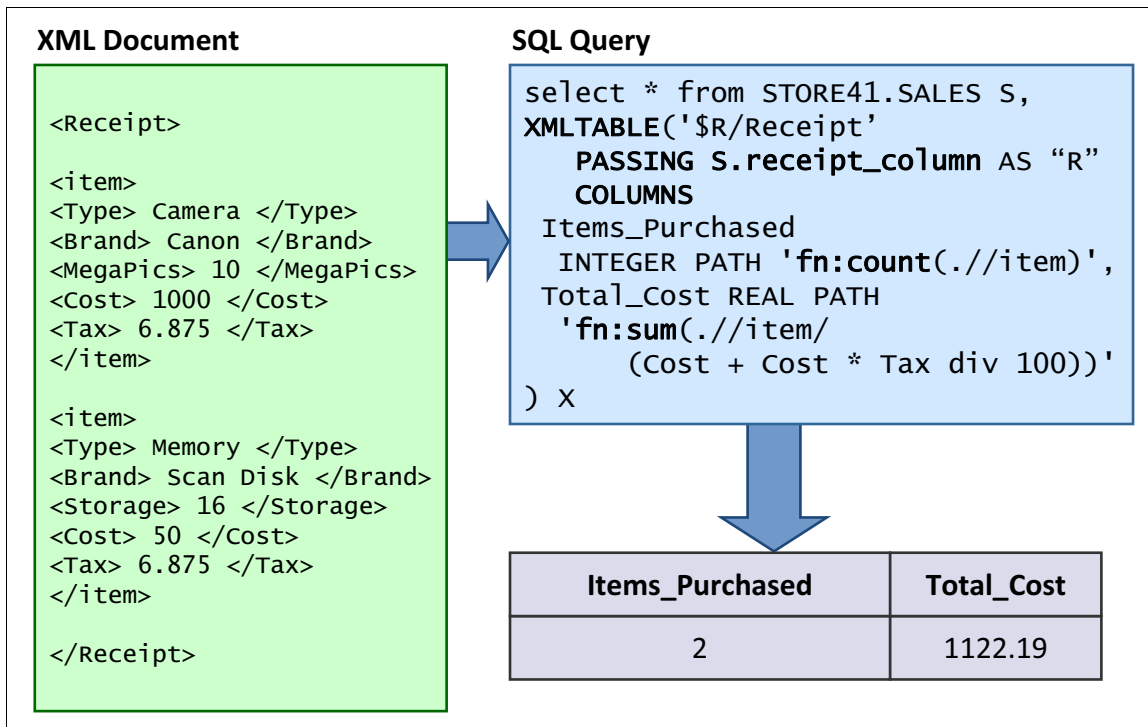 XML Document
<Receipt>
<item>
<Type> Camera </Type>
<Brand> Canon </Brand>
<MegaPics> 10 </MegaPics>
<Cost> 1000 </Cost>
<Tax> 6.875 </Tax>
</item>
<item>
<Type> Memory </Type>
<Brand> Scan Disk </Brand>
<Storage> 16 </Storage>
<Cost> 50 </Cost>
<Tax> 6.875 </Tax>
</item>
</Receipt>
SQL Query
select * from STORE41.SALES S,
XMLTABLE('$R/Receipt’
PASSING S.receipt_column AS “R”
COLUMNS
Items_Purchased
INTEGER PATH 'fn:count(.//item)',
Total_Cost REAL PATH
'fn:sum(.//item/
(Cost + Cost * Tax div 100))'
) X
Items_Purchased Total_Cost
2 1122.19